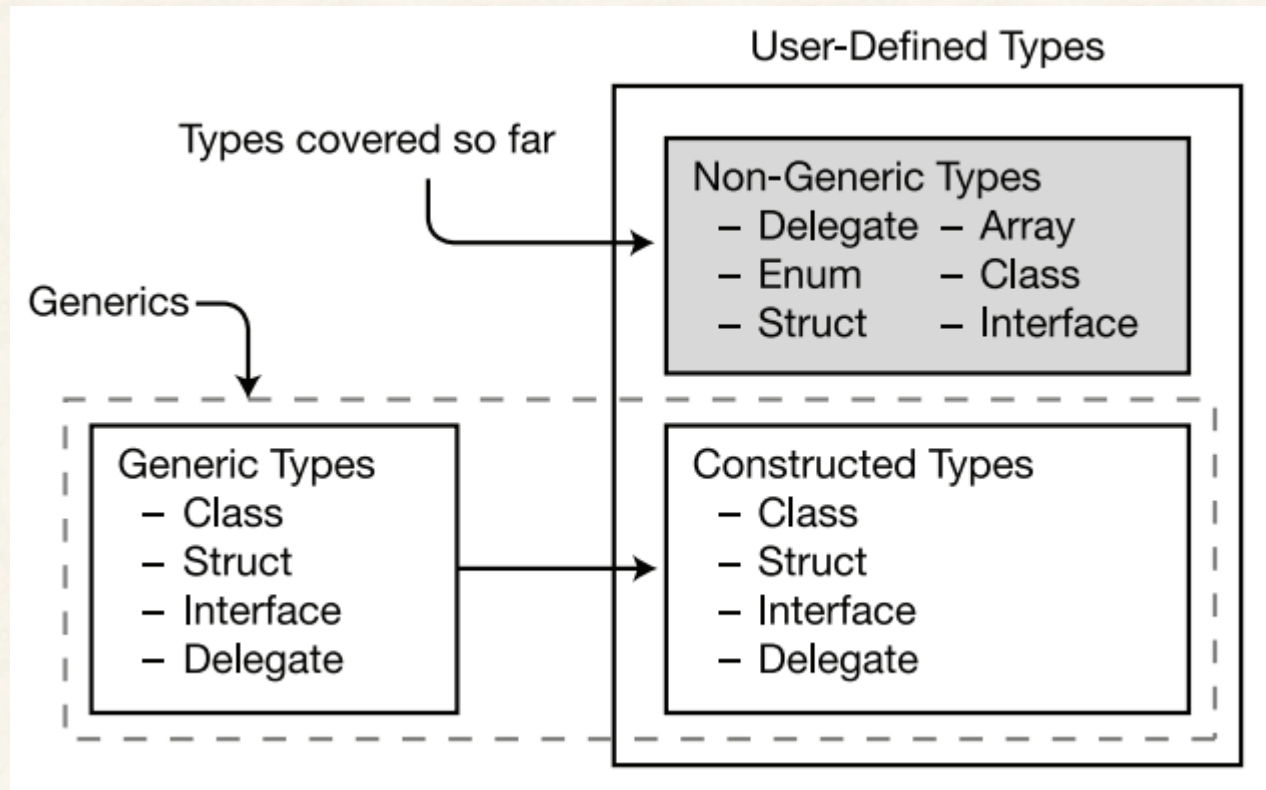 User-Defined Types
Types covered so far
Non-Generic Types
– Delegate – Array
– Enum – Class
– Struct – Interface
Generics
Generic Types
– Class
– Struct
– Interface
– Delegate
Constructed Types
– Class
– Struct
– Interface
– Delegate